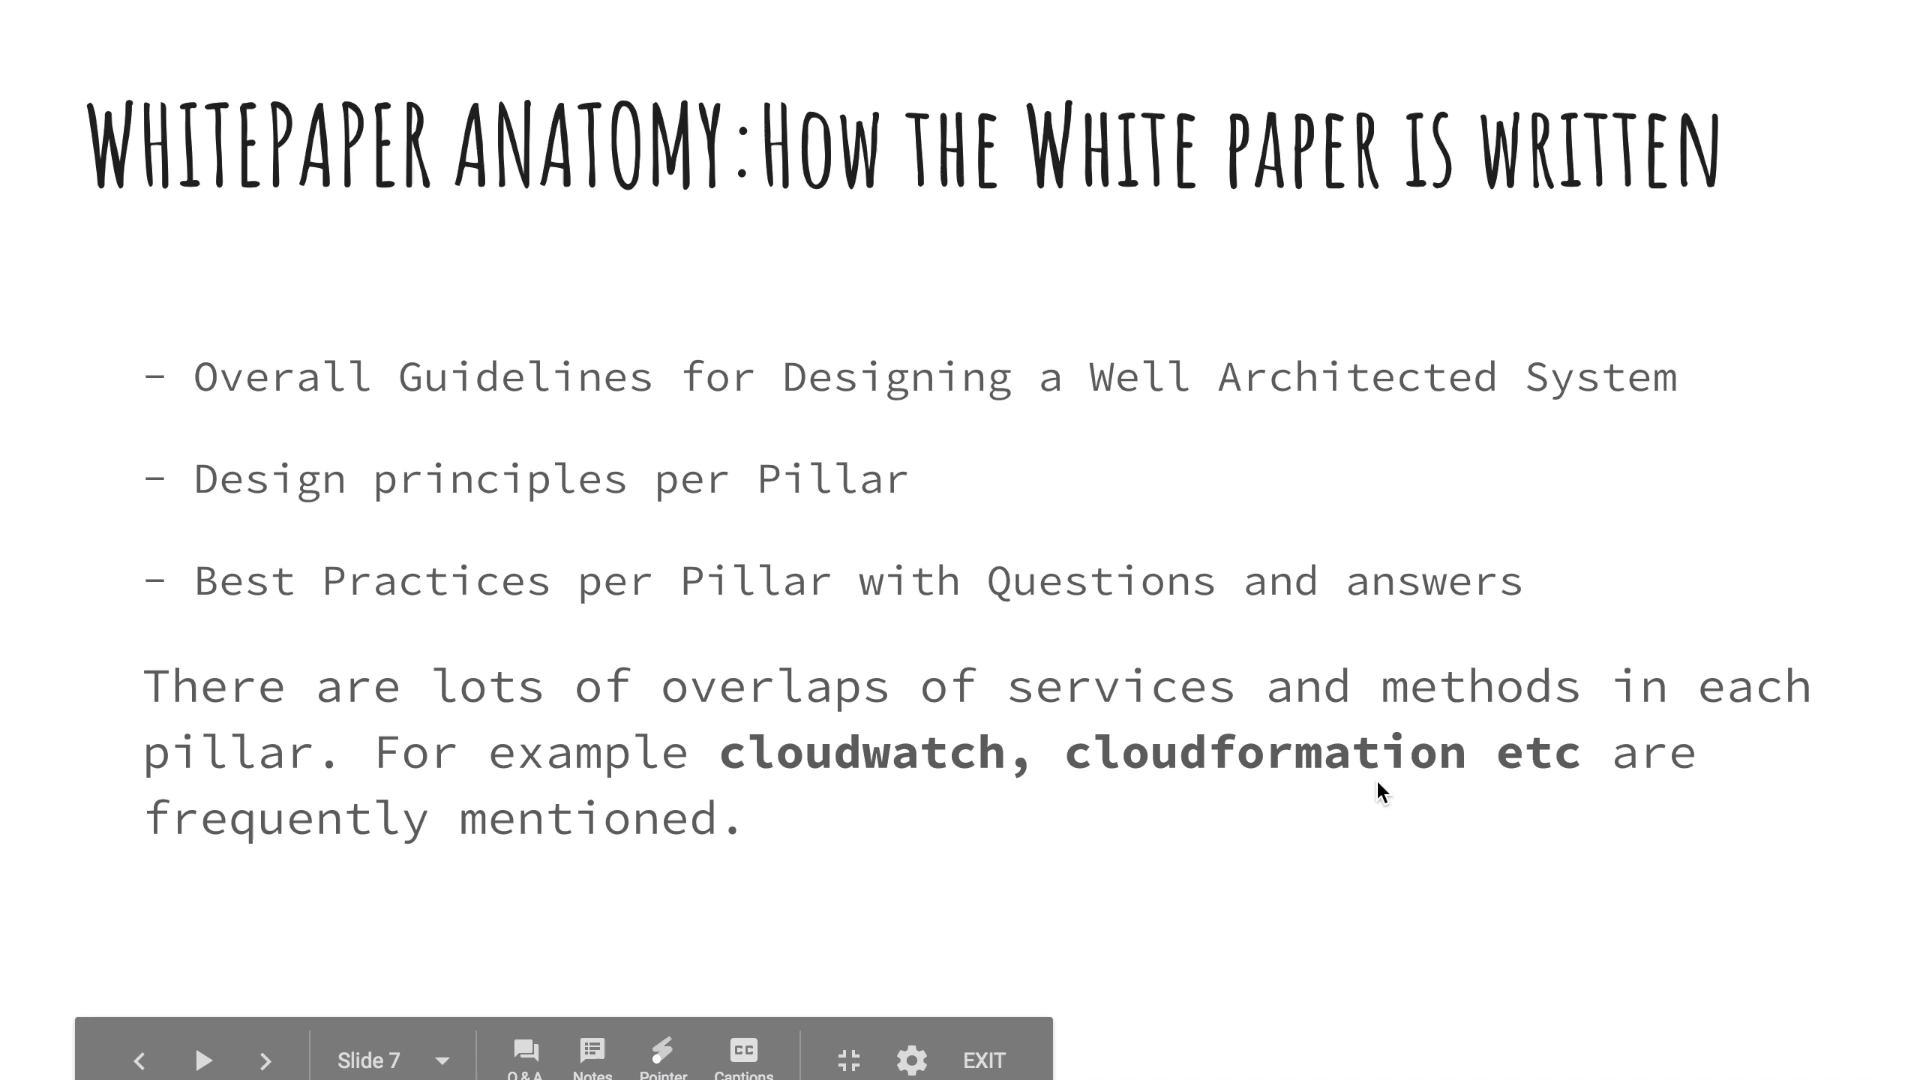 WHITEPAPER ANATOMY:HOW THE WHITE PAPER IS WRITTEN
- Overall Guidelines for Designing a Well Architected System
- Design principles per Pillar
- Best Practices per Pillar with Questions and answers
There are lots of overlaps of services and methods in each
pillar. For example cloudwatch, cloudformation etc are
frequently mentioned.
Slide 7
Q&A Notes Pointer Captions
CC
EXIT